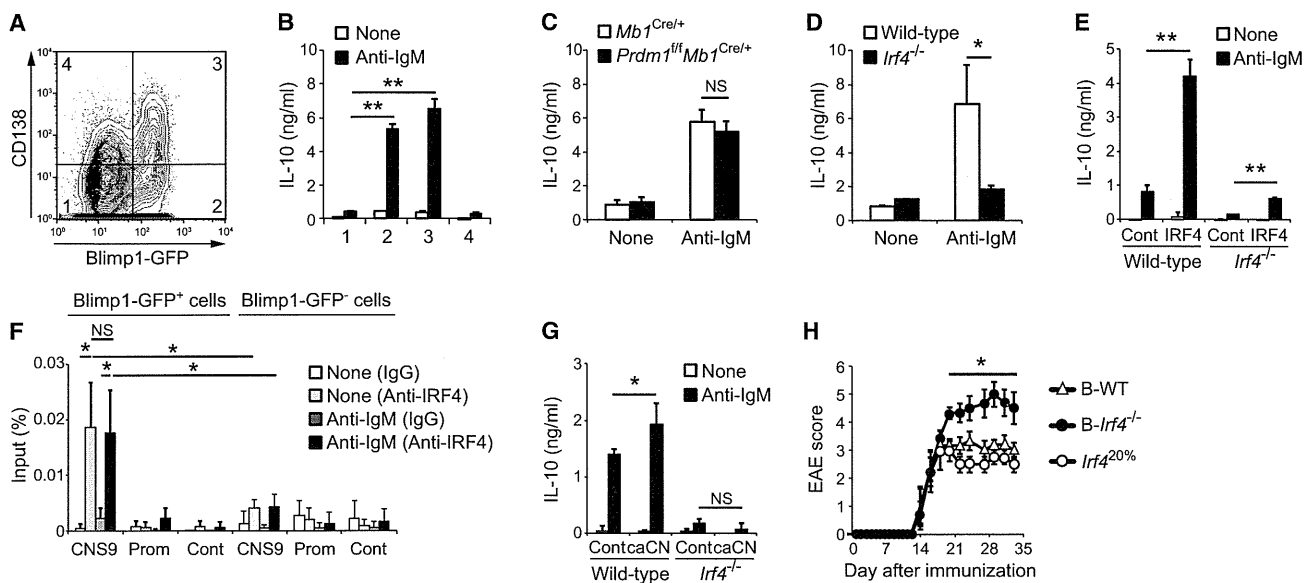 A
4
3
1
2
10⁴
10³
10²
10¹
10⁰
10⁰ 10¹ 10² 10³ 10⁴
CD138
Blimp1-GFP
B
None
Anti-IgM
IL-10 (ng/ml)
10
8
6
4
2
0
**
**
1 2 3 4
C
Mb1Cre/+
Prdm1f/fMb1Cre/+
IL-10 (ng/ml)
10
8
6
4
2
0
NS
None Anti-IgM
D
Wild-type
Irf4-/-
IL-10 (ng/ml)
10
8
6
4
2
0
*
None Anti-IgM
E
None
Anti-IgM
IL-10 (ng/ml)
5
4
3
2
1
0
**
**
Cont IRF4 Cont IRF4
Wild-type Irf4-/-
Blimp1-GFP+ cells Blimp1-GFP- cells
F
NS
*
*
*
*
Input (%)
0.03
0.02
0.01
0
None (IgG)
None (Anti-IRF4)
Anti-IgM (IgG)
Anti-IgM (Anti-IRF4)
CNS9 Prom Cont CNS9 Prom Cont
G
None
Anti-IgM
IL-10 (ng/ml)
3
2
1
0
*
NS
ContcaCN ContcaCN
Wild-type Irf4-/-
H
*
EAE score
6
5
4
3
2
1
0
0 7 14 21 28 35
Day after immunization
B-WT
B-Irf4-/-
Irf420%